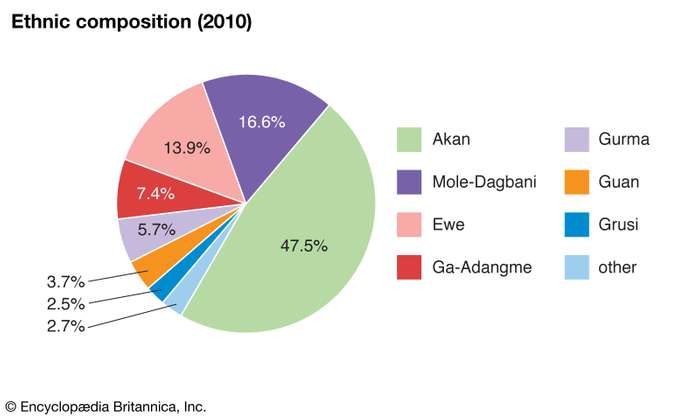 Ethnic composition (2010)
16.6%
13.9%
7.4%
5.7%
47.5%
3.7%
2.5%
2.7%
Akan
Mole-Dagbani
Ewe
Ga-Adangme
Gurma
Guan
Grusi
other
© Encyclopædia Britannica, Inc.